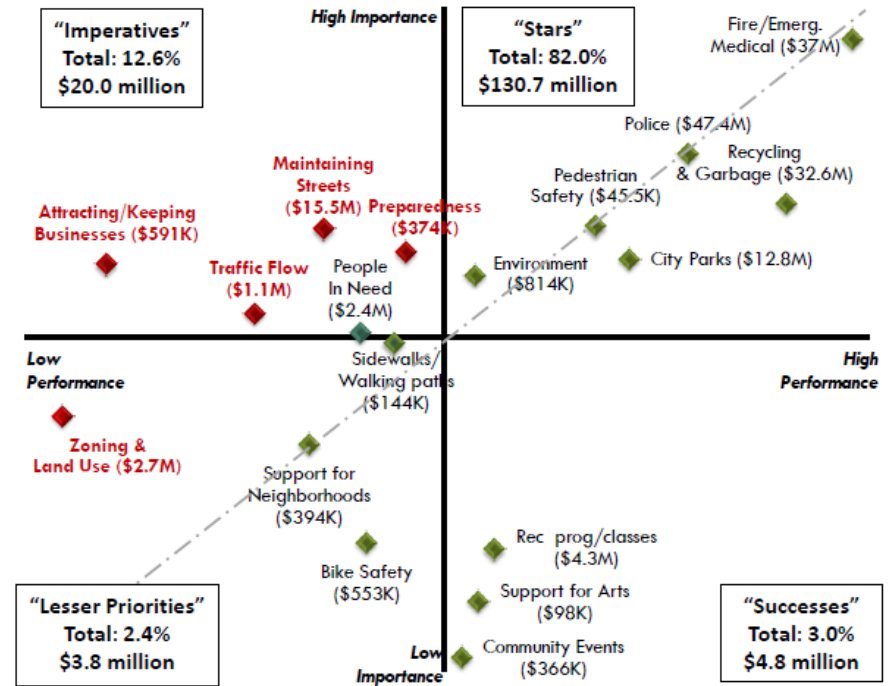 “Imperatives”
Total: 12.6%
$20.0 million
High Importance
“Stars”
Total: 82.0%
$130.7 million
Fire/Emerg.
Medical ($37M)
Police ($47.4M)
Recycling
& Garbage ($32.6M)
Pedestrian
Safety ($45.5K)
Maintaining
Streets
($15.5M)
Preparedness
($374K)
Attracting/Keeping
Businesses ($591K)
Traffic Flow
($1.1M)
People
In Need
($2.4M)
Environment
($814K)
City Parks ($12.8M)
Low
Performance
High
Performance
Sidewalks/
Walking paths
($144K)
Zoning &
Land Use ($2.7M)
Support for
Neighborhoods
($394K)
Bike Safety
($553K)
Rec prog/classes
($4.3M)
Support for Arts
($98K)
Community Events
($366K)
“Lesser Priorities”
Total: 2.4%
$3.8 million
Low
Importance
“Successes”
Total: 3.0%
$4.8 million